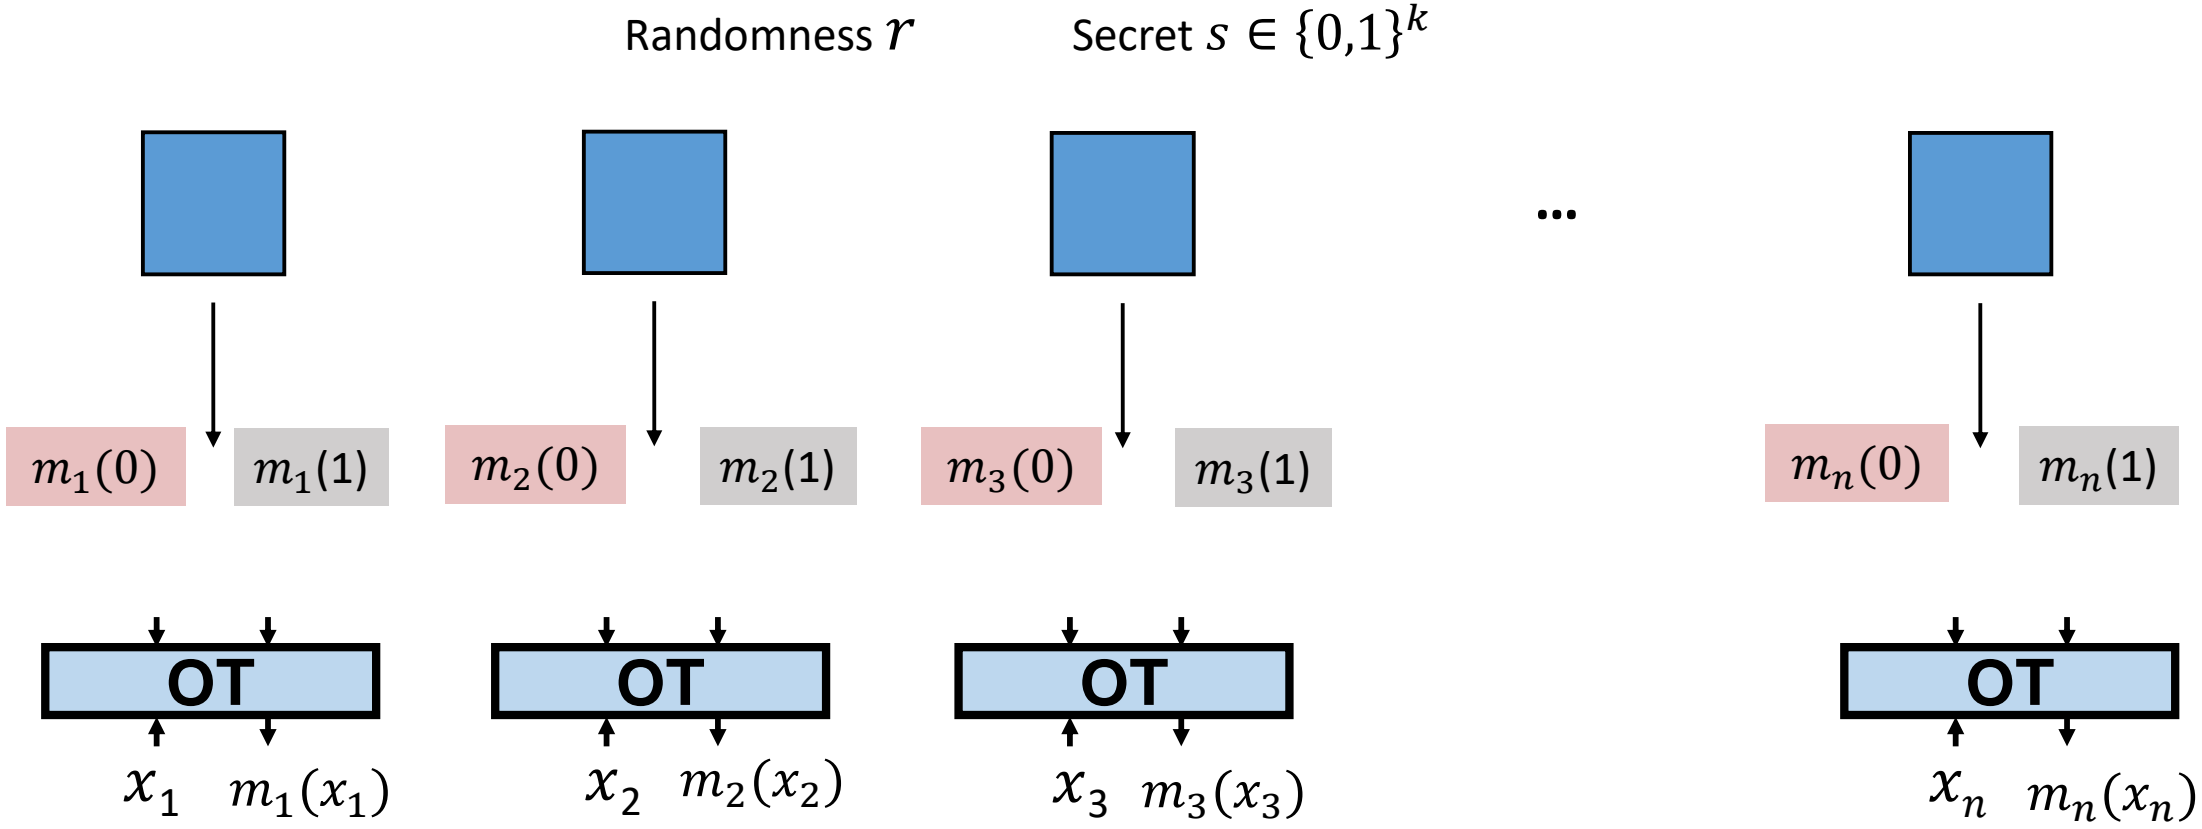 Randomness r Secret s ∈ {0,1}^k
...
m_1(0) m_1(1) m_2(0) m_2(1) m_3(0) m_3(1) m_n(0) m_n(1)
OT OT OT OT
x_1 m_1(x_1) x_2 m_2(x_2) x_3 m_3(x_3) x_n m_n(x_n)